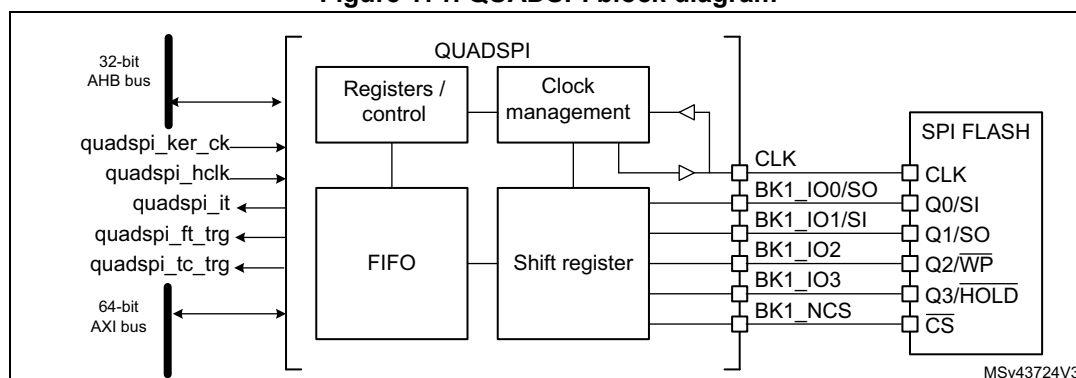 Figure 171. QUADSPI block diagram
32-bit
AHB bus
quadspi_ker_ck
quadspi_hclk
quadspi_it
quadspi_ft_trg
quadspi_tc_trg
64-bit
AXI bus
QUADSPI
Registers /
control
Clock
management
FIFO
Shift register
CLK
BK1_IO0/SO
BK1_IO1/SI
BK1_IO2
BK1_IO3
BK1_NCS
SPI FLASH
CLK
Q0/SI
Q1/SO
Q2/WP
Q3/HOLD
CS
MSv43724V3